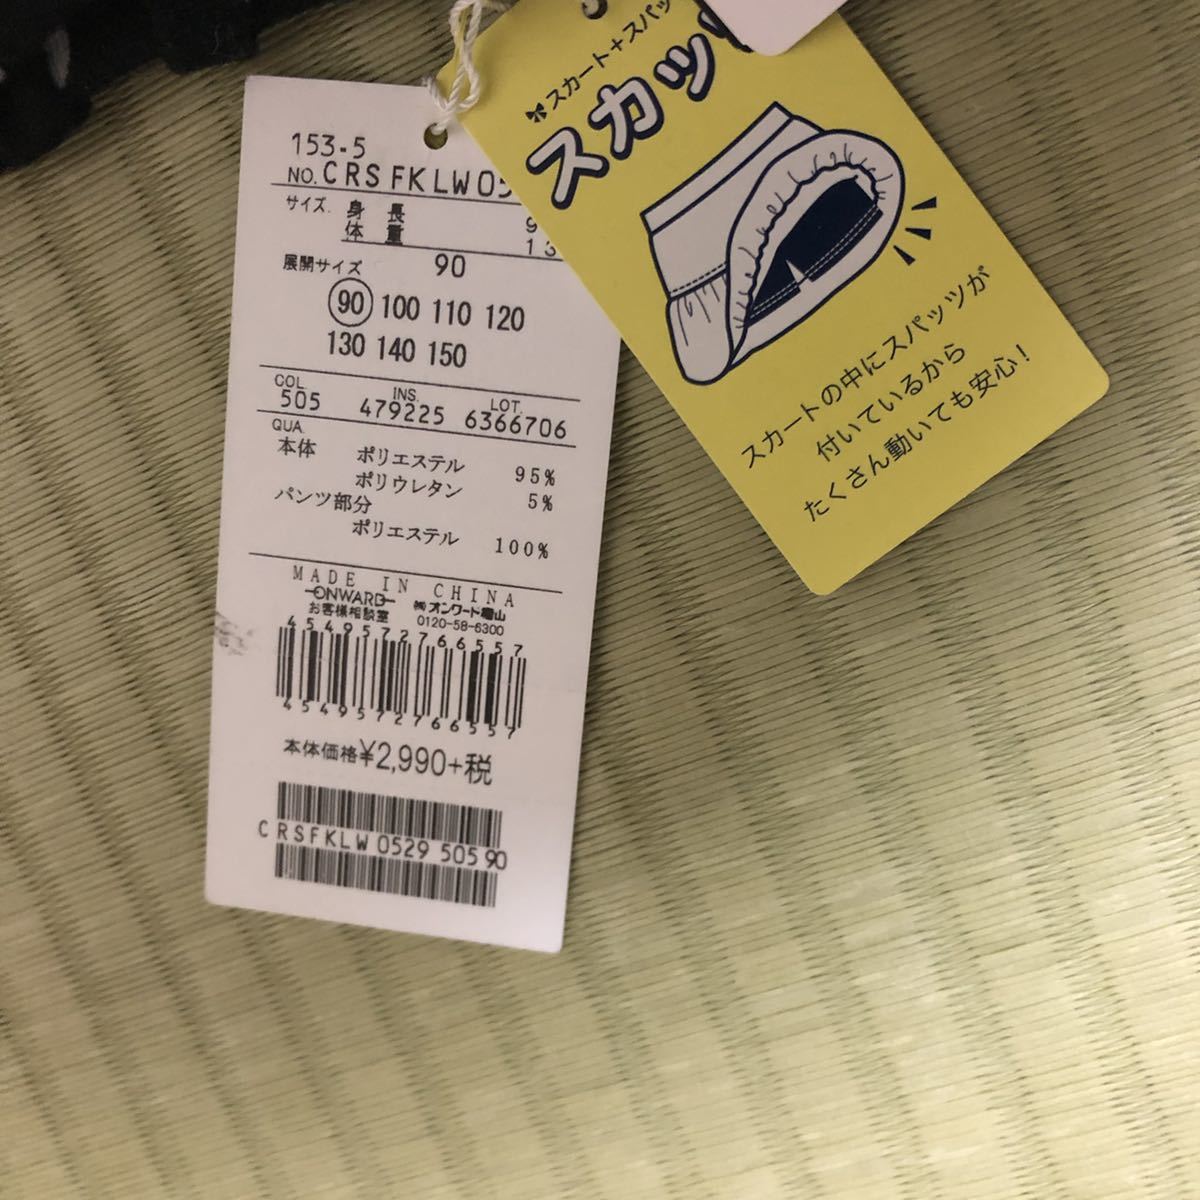 153-5
NO. CRSFKLW05
サイズ. 身長 9
体重 13
展開サイズ 90
90 100 110 120
130 140 150
COL 505 INS. 479225 LOT. 6366706
QUA.
本体 ポリエステル 95%
ポリウレタン 5%
パンツ部分
ポリエステル 100%
MADE IN CHINA
ONWARD ㈱オンワード樫山
お客様相談室 0120-58-6300
4549572766557
4549572766557
本体価格¥2,990+税
CRSFKLW 0529 505 90
スカート+スパッ
スカッ
スカートの中にスパッツが
付いているから
たくさん動いても安心!